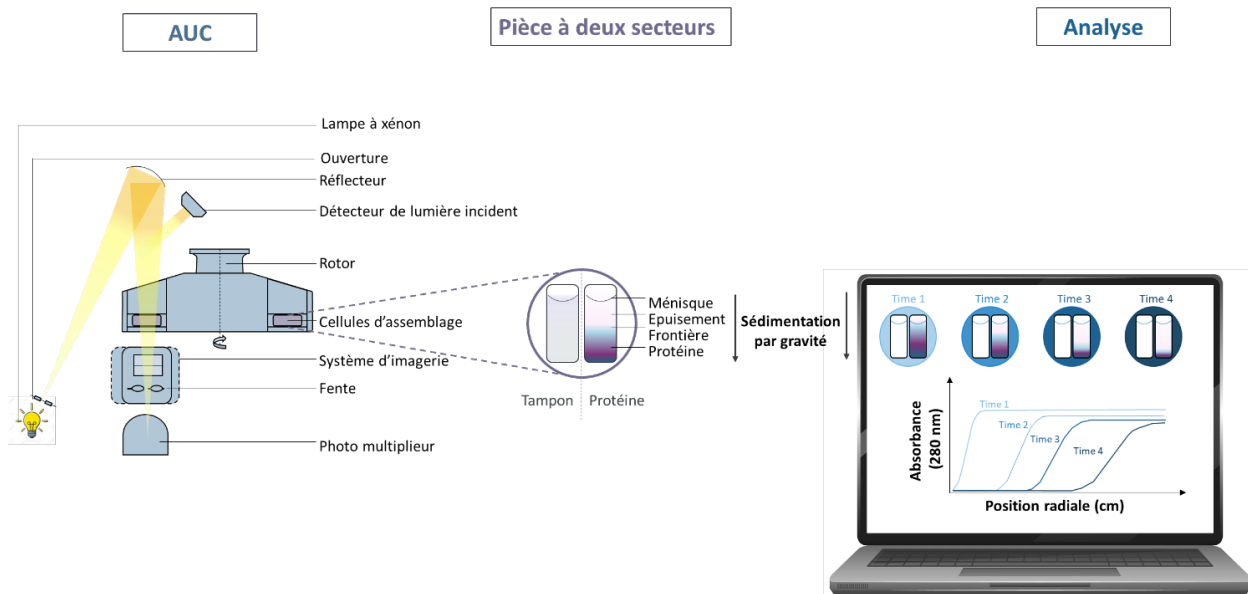 AUC
Pièce à deux secteurs
Analyse
Lampe à xénon
Ouverture
Réflecteur
Détecteur de lumière incident
Rotor
Cellules d'assemblage
Système d'imagerie
Fente
Photo multiplieur
Ménisque
Epuisement
Frontière
Protéine
Tampon
Protéine
Sédimentation
par gravité
Time 1
Time 2
Time 3
Time 4
Absorbance
(280 nm)
Time 1
Time 2
Time 3
Time 4
Position radiale (cm)